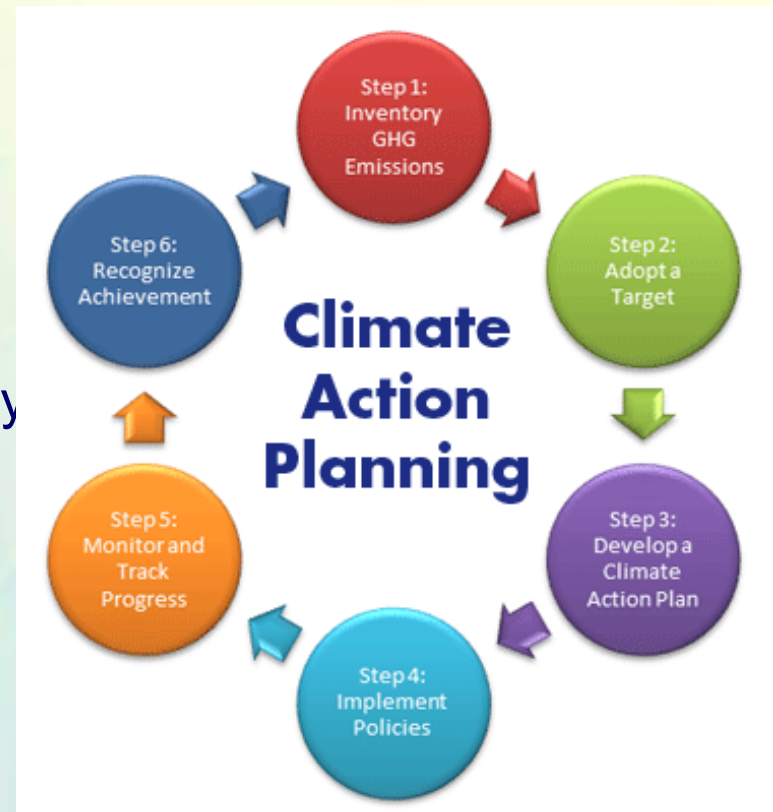 Step 1:
Inventory
GHG
Emissions
Step 2:
Adopt a
Target
Step 3:
Develop a
Climate
Action Plan
Step 4:
Implement
Policies
Step 5:
Monitor and
Track
Progress
Step 6:
Recognize
Achievement
Climate
Action
Planning
y